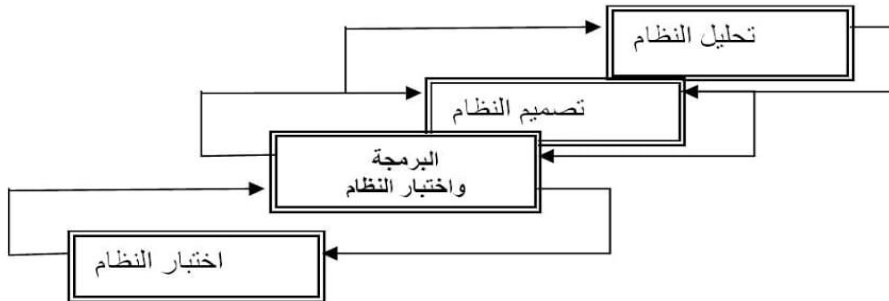 تحليل النظام
تصميم النظام
البرمجة
واختبار النظام
اختبار النظام